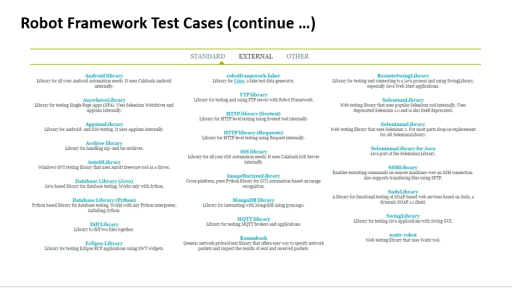 Robot Framework Test Cases (continue …)
STANDARD EXTERNAL OTHER
Android library
Library for all your Android automation needs. It uses Calabash Android
internally.
AnywhereLibrary
Library for testing Single-Page Apps (SPA). Uses Selenium Webdriver and
Appium internally.
AppiumLibrary
Library for Android- and iOS-testing. It uses Appium internally.
Archive library
Library for handling zip- and tar-archives.
AutoItLibrary
Windows GUI testing library that uses AutoIt freeware tool as a driver.
Database Library (Java)
Java-based library for database testing. Works only with Jython.
Database Library (Python)
Python based library for database testing. Works with any Python interpreter,
including Jython.
Diff Library
Library to diff two files together.
Eclipse Library
Library for testing Eclipse RCP applications using SWT widgets.
robotframework-faker
Library for Faker, a fake test data generator.
FTP library
Library for testing and using FTP server with Robot Framework.
HTTP library (livetest)
Library for HTTP level testing using livetest tool internally.
HTTP library (Requests)
Library for HTTP level testing using Request internally.
iOS library
Library for all your iOS automation needs. It uses Calabash iOS Server
internally.
ImageHorizonLibrary
Cross-platform, pure Python library for GUI automation based on image
recognition.
MongoDB library
Library for interacting with MongoDB using pymongo.
MQTT library
Library for testing MQTT brokers and applications.
Rammbock
Generic network protocol test library that offers easy way to specify network
packets and inspect the results of sent and received packets.
RemoteSwingLibrary
Library for testing and connecting to a java process and using SwingLibrary,
especially Java Web Start applications.
SeleniumLibrary
Web testing library that uses popular Selenium tool internally. Uses
deprecated Selenium 1.0 and is also itself deprecated.
Web testing library that uses Selenium 2. For most parts drop-in-replacement
for old SeleniumLibrary.
SeleniumLibrary for Java
Java port of the SeleniumLibrary.
SSHLibrary
Enables executing commands on remote machines over an SSH connection.
Also supports transfering files using SFTP.
SudsLibrary
A library for functional testing of SOAP-based web services based on Suds, a
dynamic SOAP 1.1 client.
SwingLibrary
Library for testing Java applications with Swing GUI.
watir-robot
Web testing library that uses Watir tool.